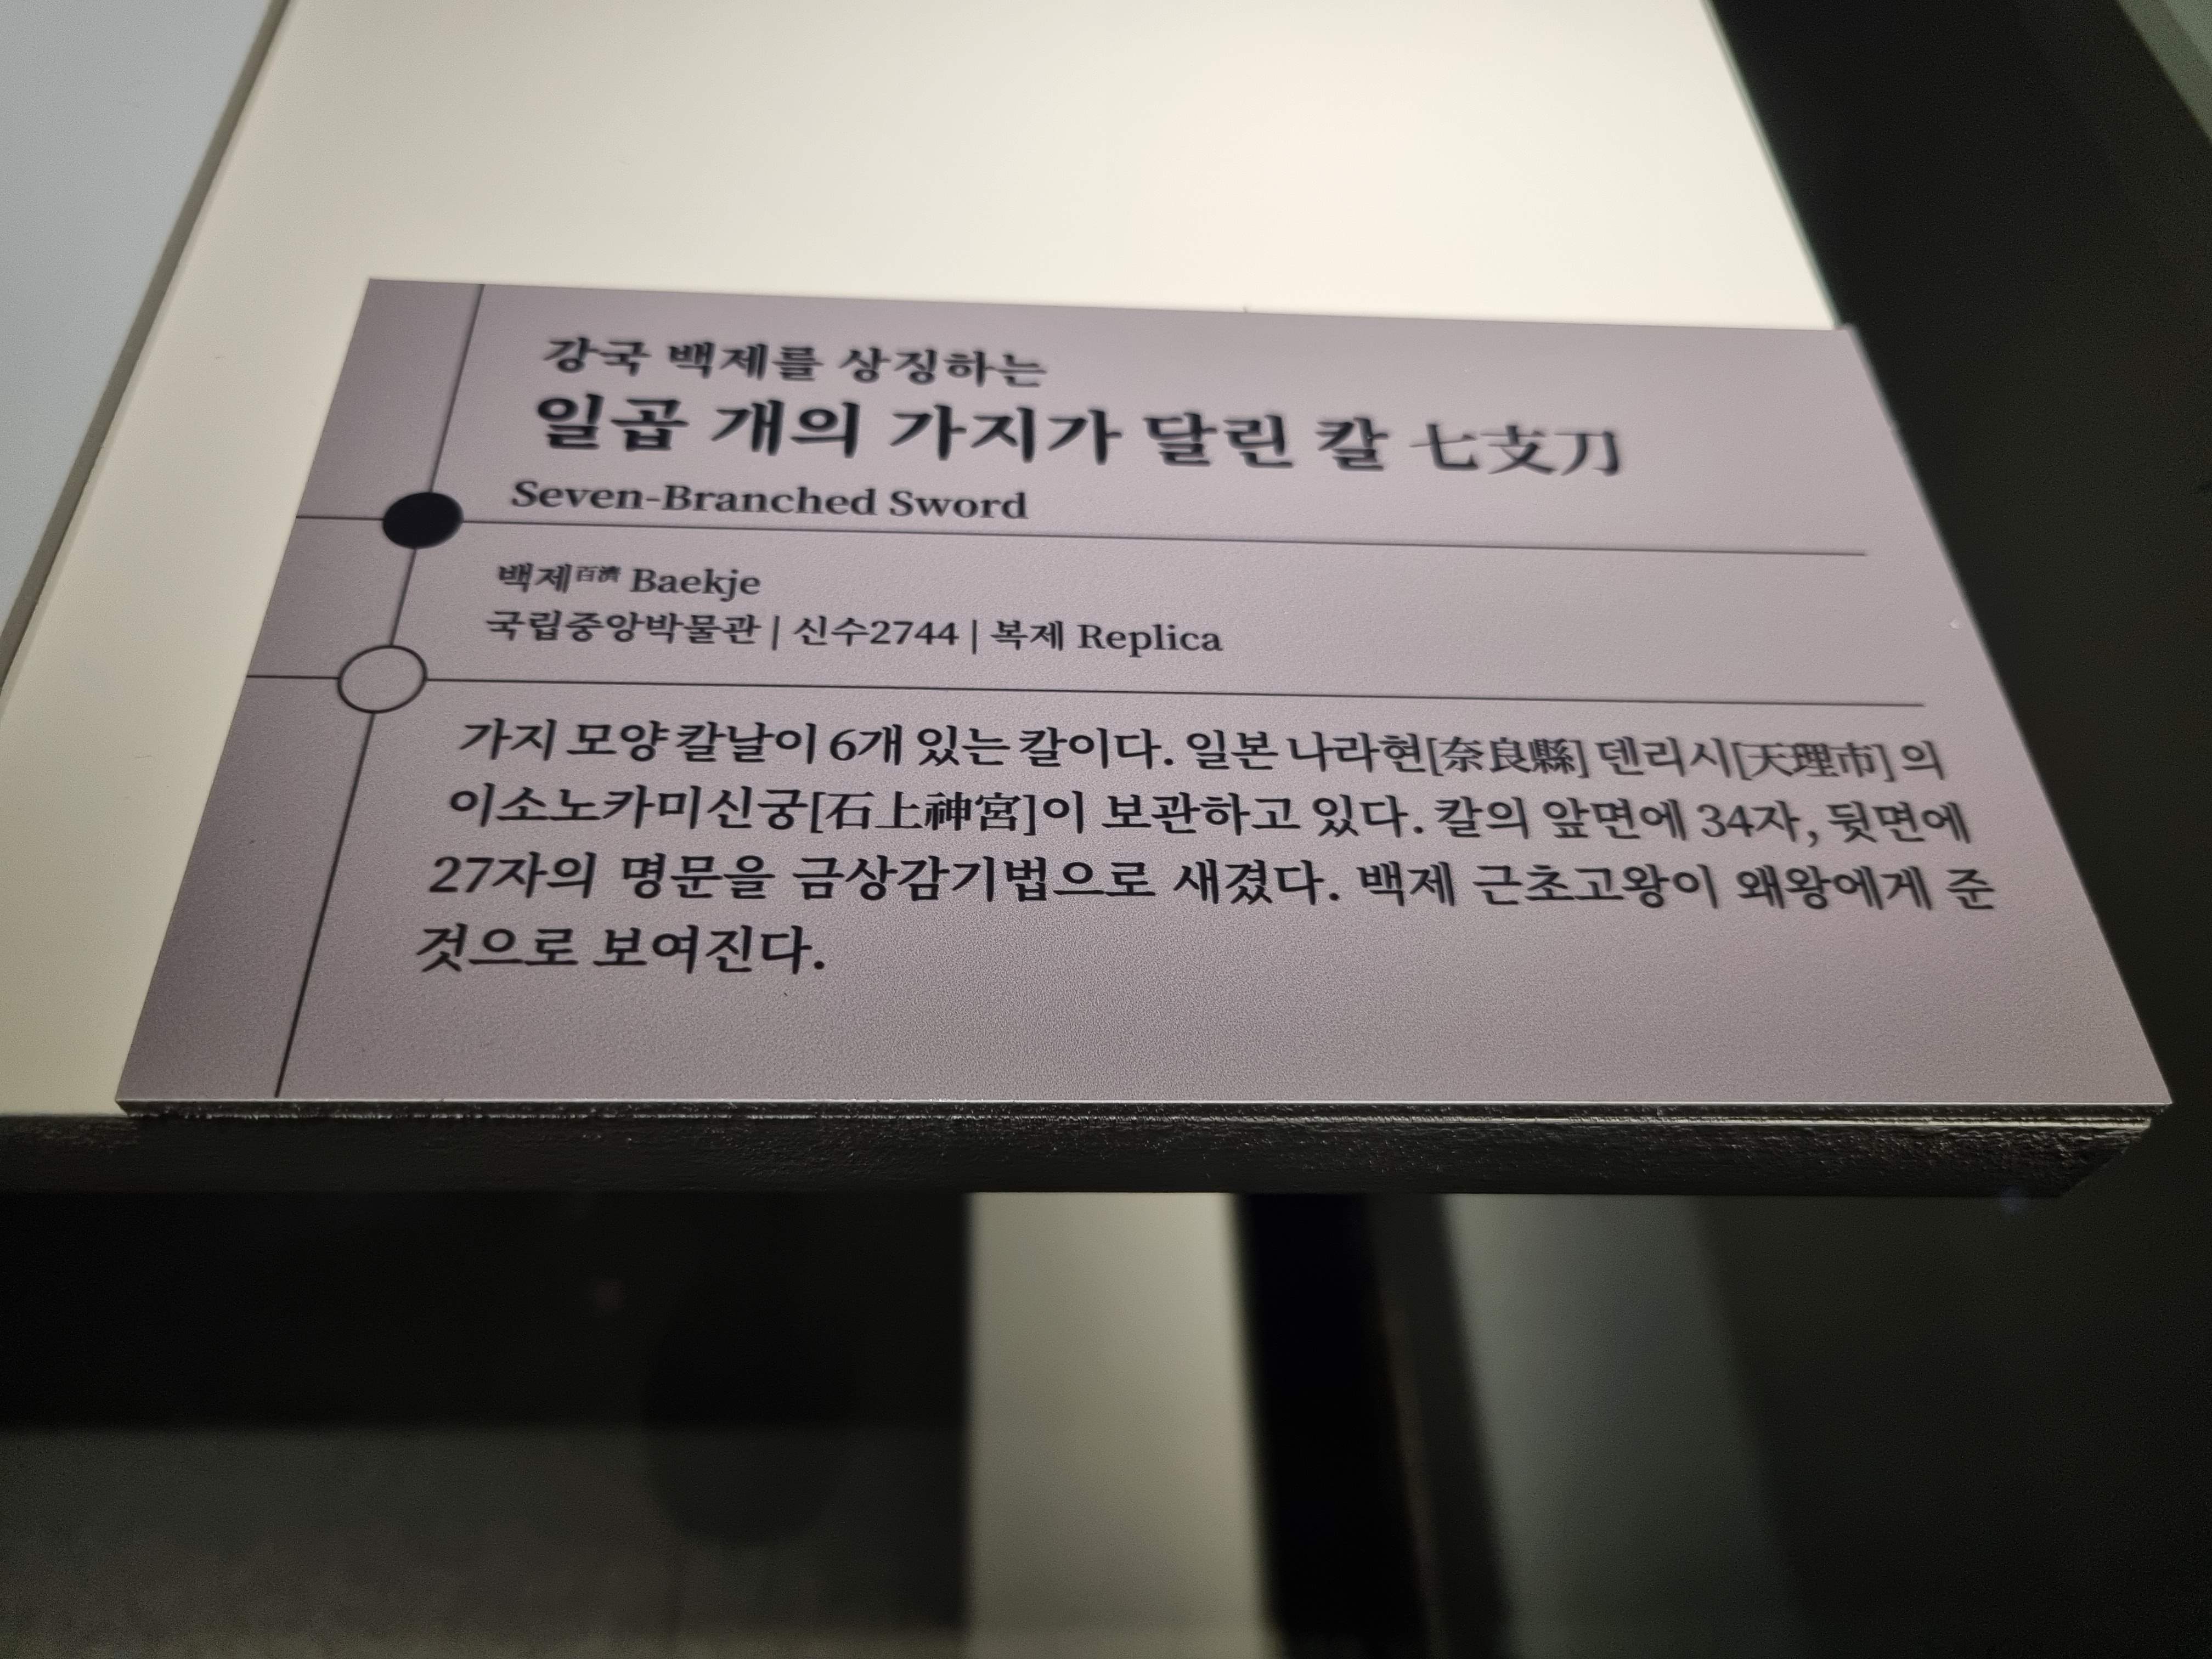 강국 백제를 상징하는
일곱 개의 가지가 달린 칼 七支刀
Seven-Branched Sword
백제百濟 Baekje
국립중앙박물관 | 신수2744 | 복제 Replica
가지 모양 칼날이 6개 있는 칼이다. 일본 나라현[奈良縣] 덴리시[天理市]의
이소노카미신궁[石上神宮]이 보관하고 있다. 칼의 앞면에 34자, 뒷면에
27자의 명문을 금상감기법으로 새겼다. 백제 근초고왕이 왜왕에게 준
것으로 보여진다.